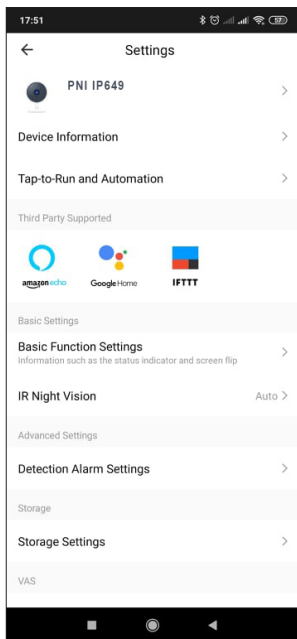 17:51
57
Settings
PNI IP649
Device Information
Tap-to-Run and Automation
Third Party Supported
amazon echo
Google Home
IFTTT
Basic Settings
Basic Function Settings
Information such as the status indicator and screen flip
IR Night Vision
Auto
Advanced Settings
Detection Alarm Settings
Storage
Storage Settings
VAS